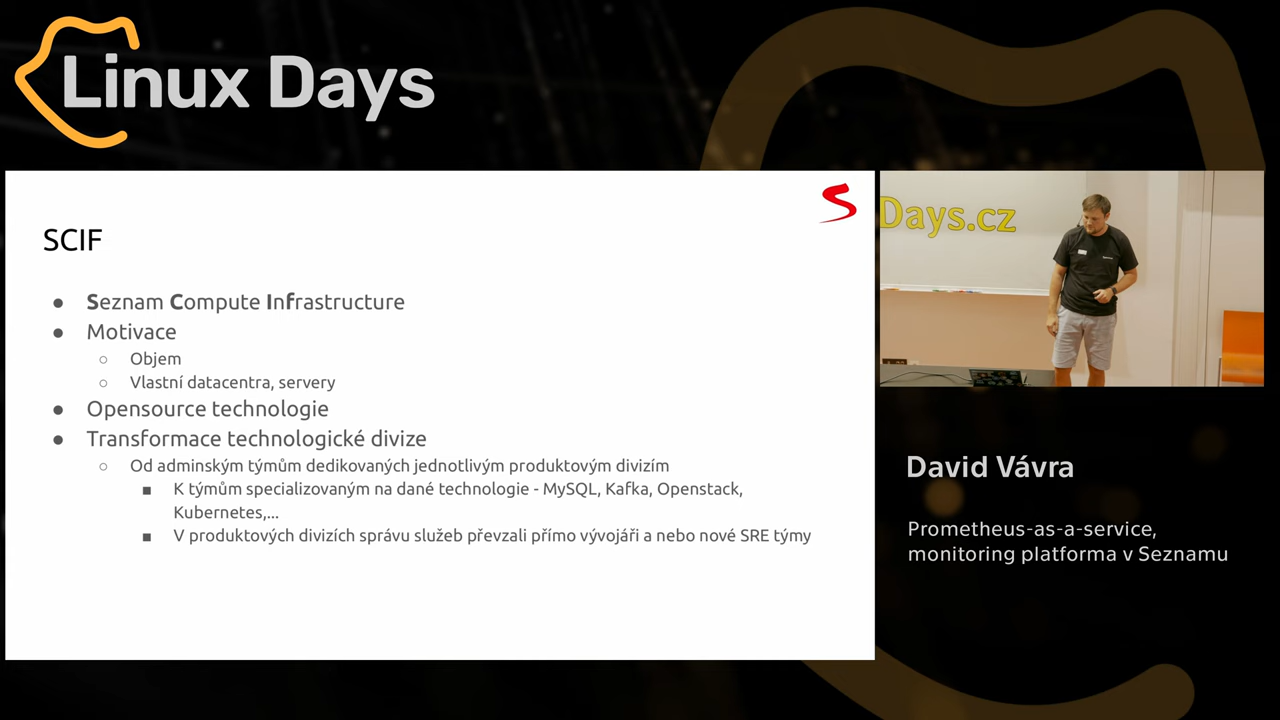 Linux Days
SCIF
● Seznam Compute Infrastructure
● Motivace
○ Objem
○ Vlastní datacentra, servery
● Opensource technologie
● Transformace technologické divize
○ Od adminským týmům dedikovaných jednotlivým produktovým divizím
■ K týmům specializovaným na dané technologie - MySQL, Kafka, Openstack,
Kubernetes,...
■ V produktových divizích správu služeb převzali přímo vývojáři a nebo nové SRE týmy
Days.cz
David Vávra
Prometheus-as-a-service,
monitoring platforma v Seznamu